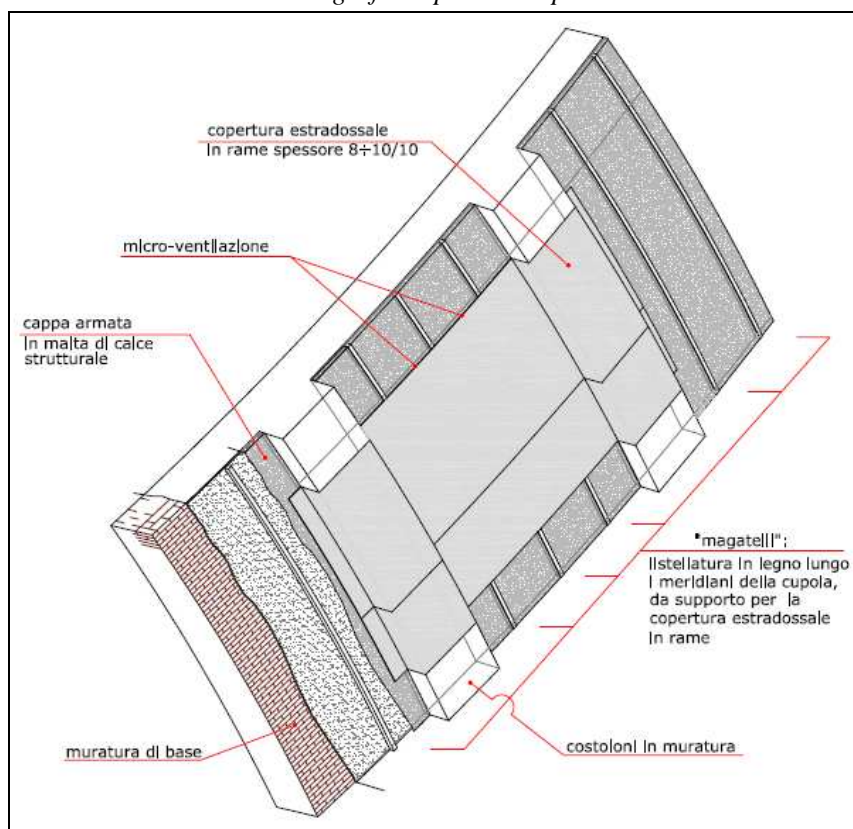 copertura estradossale
in rame spessore 8÷10/10
micro-ventilazione
cappa armata
in malta di calce
strutturale
"magatelli":
listellatura in legno lungo
i meridiani della cupola,
da supporto per la
copertura estradossale
in rame
muratura di base
costoloni in muratura